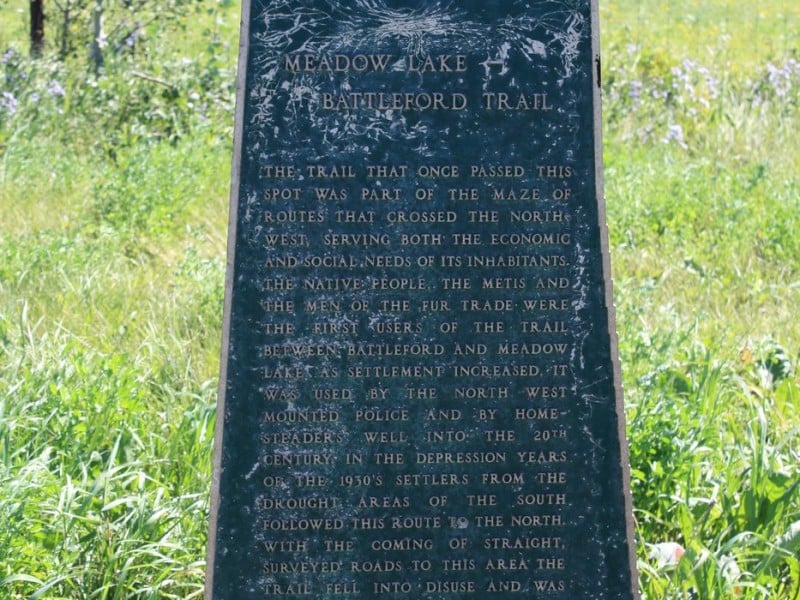 MEADOW LAKE –
BATTLEFORD TRAIL
THE TRAIL THAT ONCE PASSED THIS
SPOT WAS PART OF THE MAZE OF
ROUTES THAT CROSSED THE NORTH-
WEST, SERVING BOTH THE ECONOMIC
AND SOCIAL NEEDS OF ITS INHABITANTS.
THE NATIVE PEOPLE, THE METIS AND
THE MEN OF THE FUR TRADE WERE
THE FIRST USERS OF THE TRAIL
BETWEEN BATTLEFORD AND MEADOW
LAKE. AS SETTLEMENT INCREASED, IT
WAS USED BY THE NORTH WEST
MOUNTED POLICE AND BY HOME-
STEADERS WELL INTO THE 20TH
CENTURY. IN THE DEPRESSION YEARS
OF THE 1930'S SETTLERS FROM THE
DROUGHT AREAS OF THE SOUTH
FOLLOWED THIS ROUTE TO THE NORTH.
WITH THE COMING OF STRAIGHT,
SURVEYED ROADS TO THIS AREA THE
TRAIL FELL INTO DISUSE AND WAS